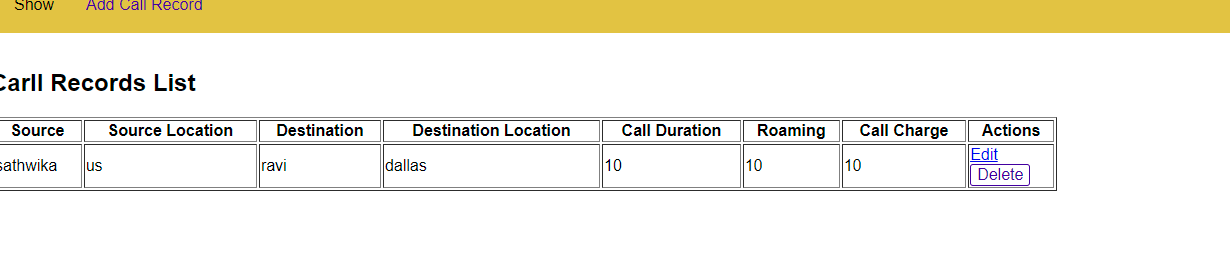 Show Add Call Record
Carll Records List
Source Source Location Destination Destination Location Call Duration Roaming Call Charge Actions
sathwika us ravi dallas 10 10 10 Edit
Delete